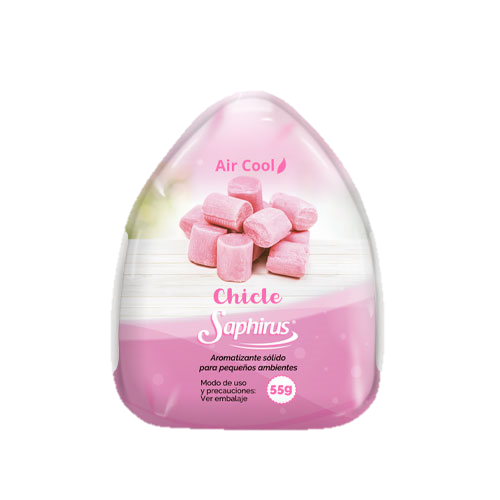 Air Cool
Chicle
Saphirus®
Aromatizante sólido
para pequeños ambientes
Modo de uso
y precauciones:
Ver embalaje
55g